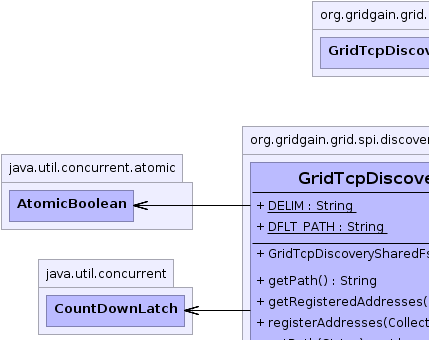 org.gridgain.grid.
GridTcpDiscov
org.gridgain.grid.spi.discover
java.util.concurrent.atomic
GridTcpDiscove
AtomicBoolean
+ DELIM : String
+ DFLT_PATH : String
+ GridTcpDiscoverySharedFs
java.util.concurrent
+ getPath() : String
+ getRegisteredAddresses(
CountDownLatch
+ registerAddresses(Collect